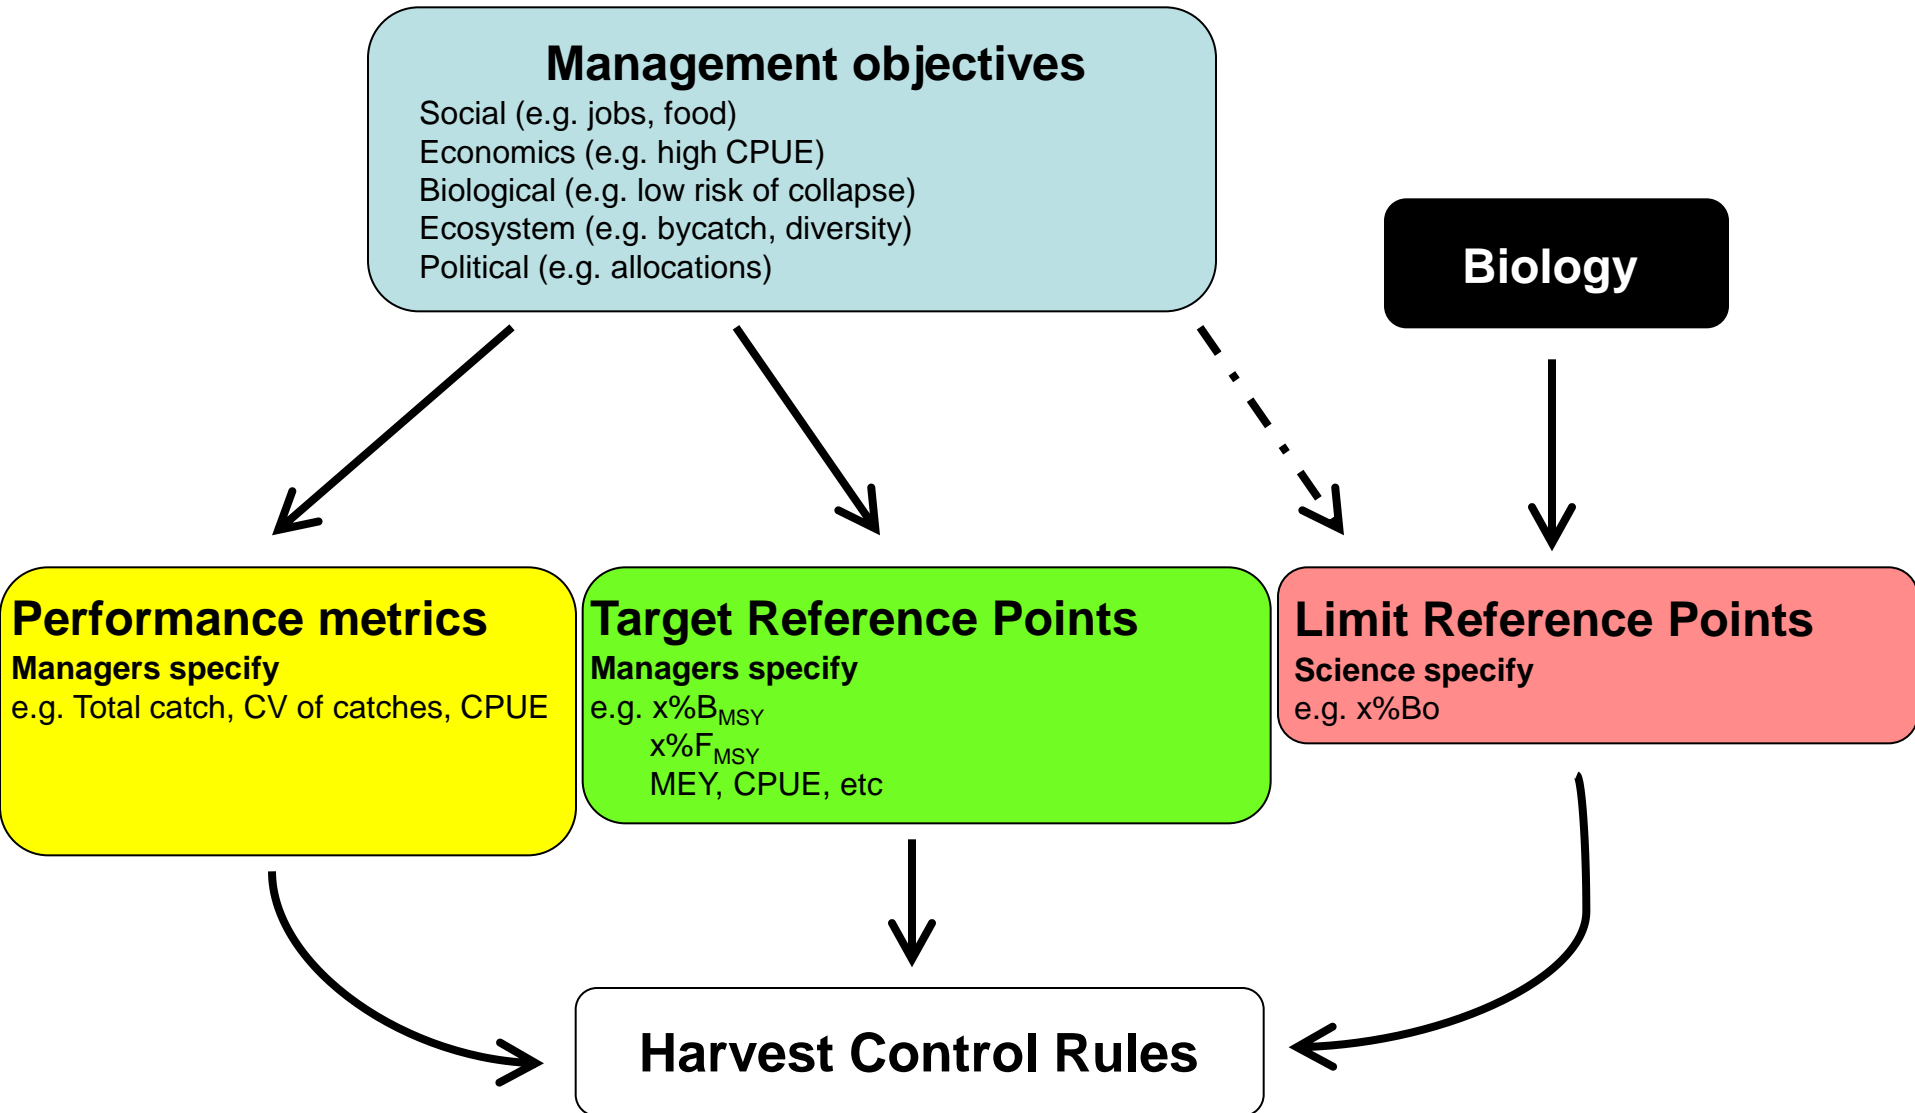 Management objectives
Social (e.g. jobs, food)
Economics (e.g. high CPUE)
Biological (e.g. low risk of collapse)
Ecosystem (e.g. bycatch, diversity)
Political (e.g. allocations)
Biology
Performance metrics
Managers specify
e.g. Total catch, CV of catches, CPUE
Target Reference Points
Managers specify
e.g. x%BMSY
x%FMSY
MEY, CPUE, etc
Limit Reference Points
Science specify
e.g. x%Bo
Harvest Control Rules